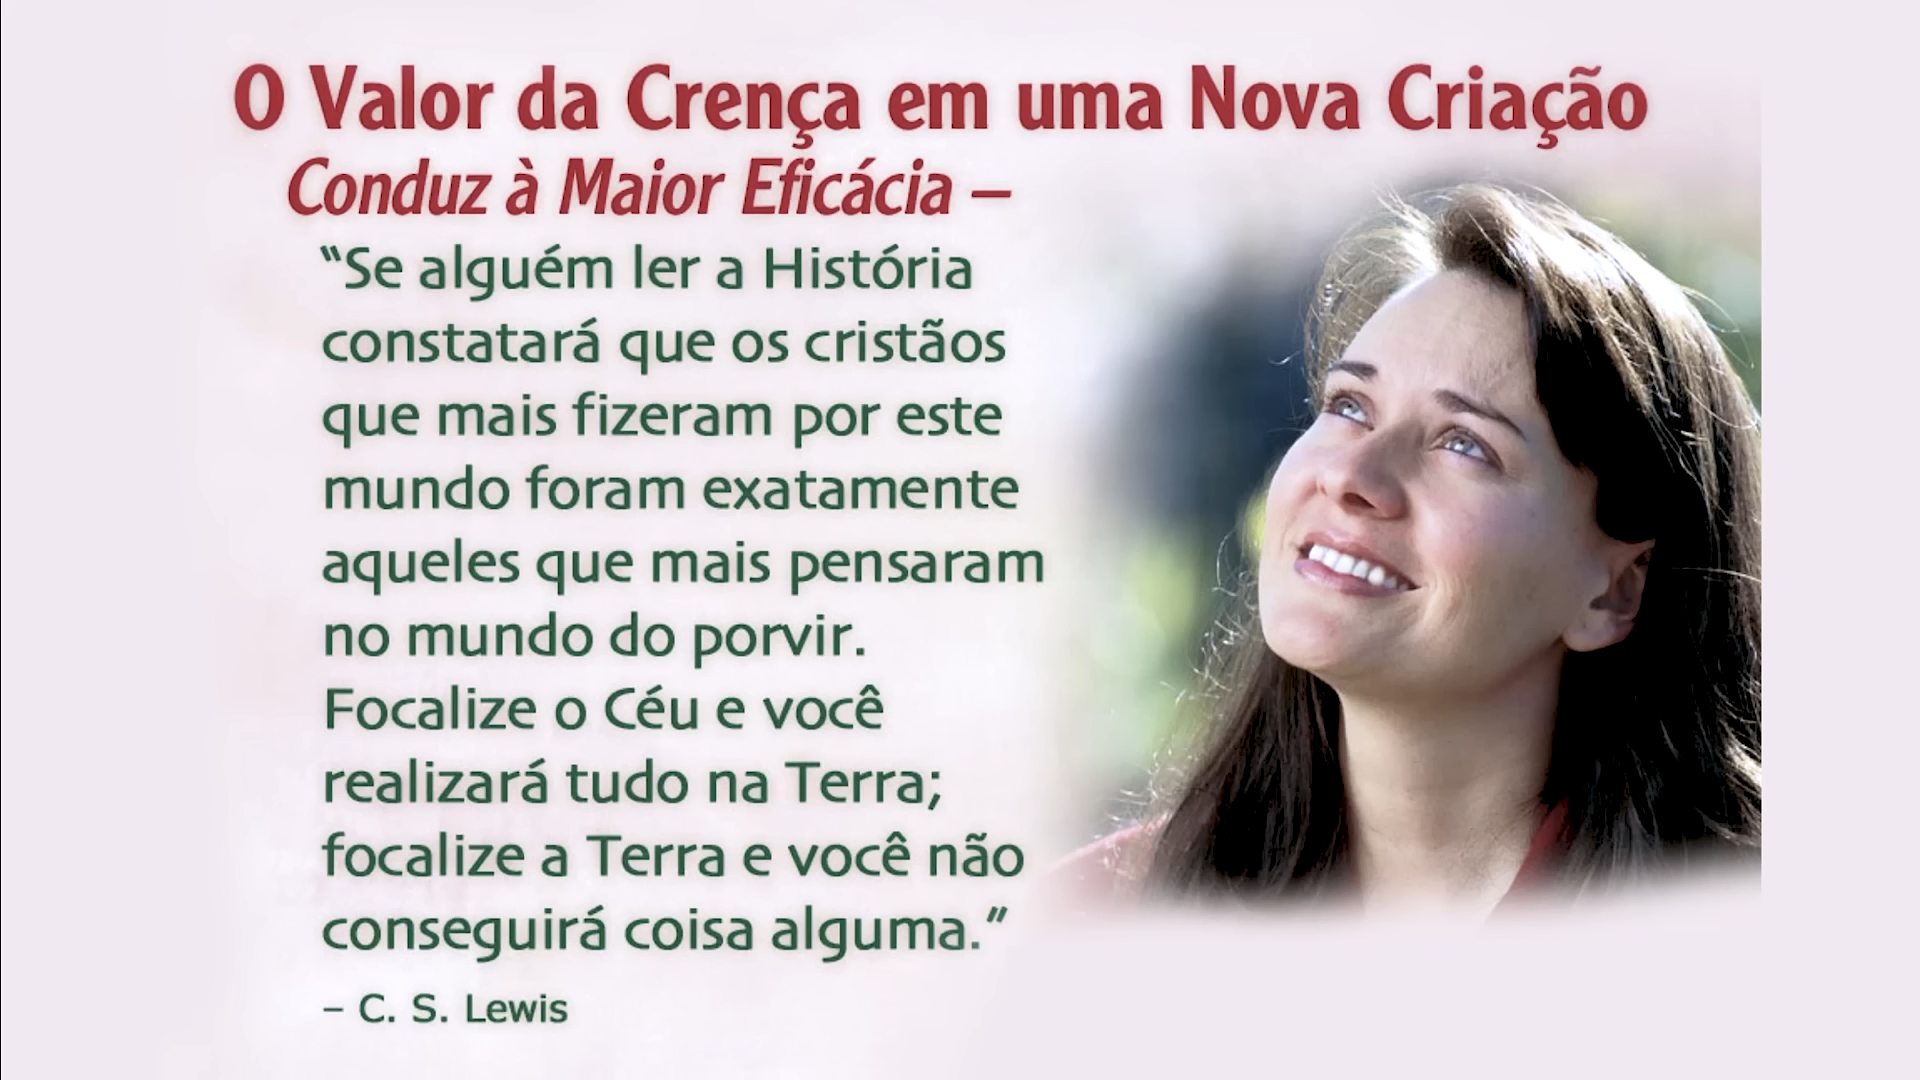 O Valor da Crença em uma Nova Criação
Conduz à Maior Eficácia –
“Se alguém ler a História
constatará que os cristãos
que mais fizeram por este
mundo foram exatamente
aqueles que mais pensaram
no mundo do porvir.
Focalize o Céu e você
realizará tudo na Terra;
focalize a Terra e você não
conseguirá coisa alguma.”
– C. S. Lewis